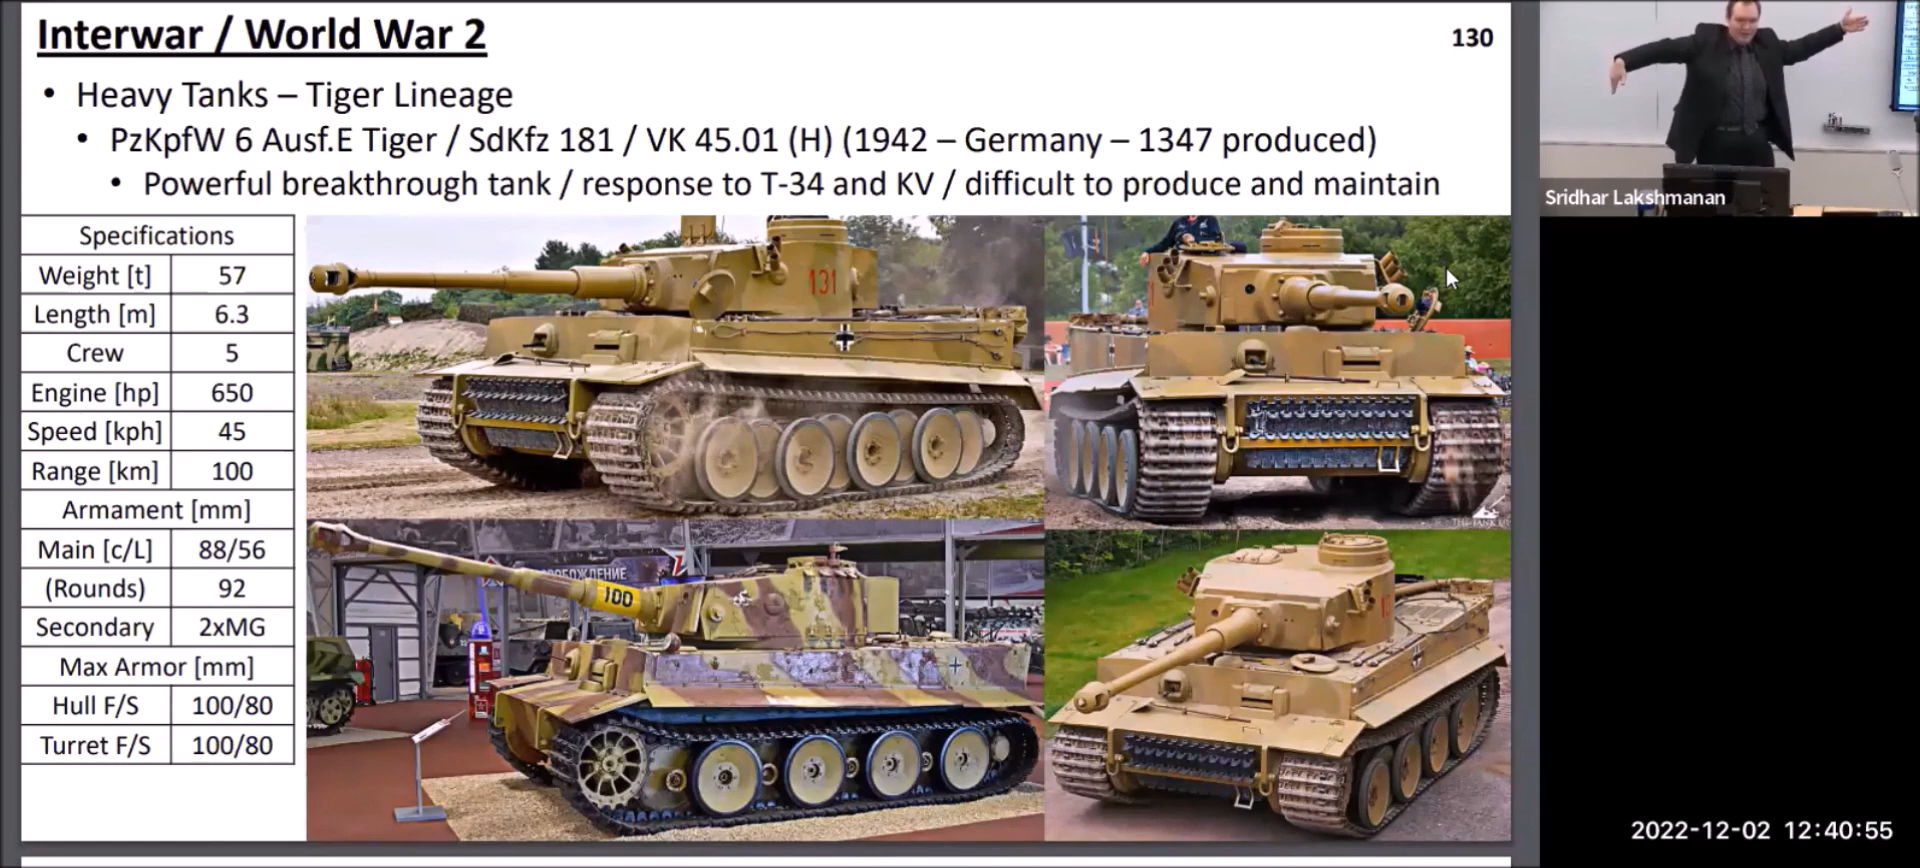 Interwar / World War 2
130
• Heavy Tanks – Tiger Lineage
• PzKpfW 6 Ausf.E Tiger / SdKfz 181 / VK 45.01 (H) (1942 – Germany – 1347 produced)
• Powerful breakthrough tank / response to T-34 and KV / difficult to produce and maintain
Specifications
Weight [t] 57
Length [m] 6.3
Crew 5
Engine [hp] 650
Speed [kph] 45
Range [km] 100
Armament [mm]
Main [c/L] 88/56
(Rounds) 92
Secondary 2xMG
Max Armor [mm]
Hull F/S 100/80
Turret F/S 100/80
131
100
Sridhar Lakshmanan
2022-12-02 12:40:55